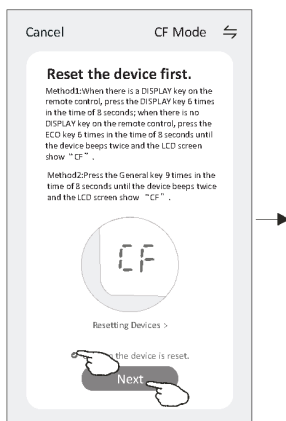 Cancel CF Mode
Reset the device first.
Method1:When there is a DISPLAY key on the
remote control, press the DISPLAY key 6 times
in the time of 8 seconds; when there is no
DISPLAY key on the remote control, press the
ECO key 6 times in the time of 8 seconds until
the device beeps twice and the LCD screen
show “CF”.
Method2:Press the General key 9 times in the
time of 8 seconds until the device beeps twice
and the LCD screen show “CF”.
CF
Resetting Devices >
the device is reset.
Next